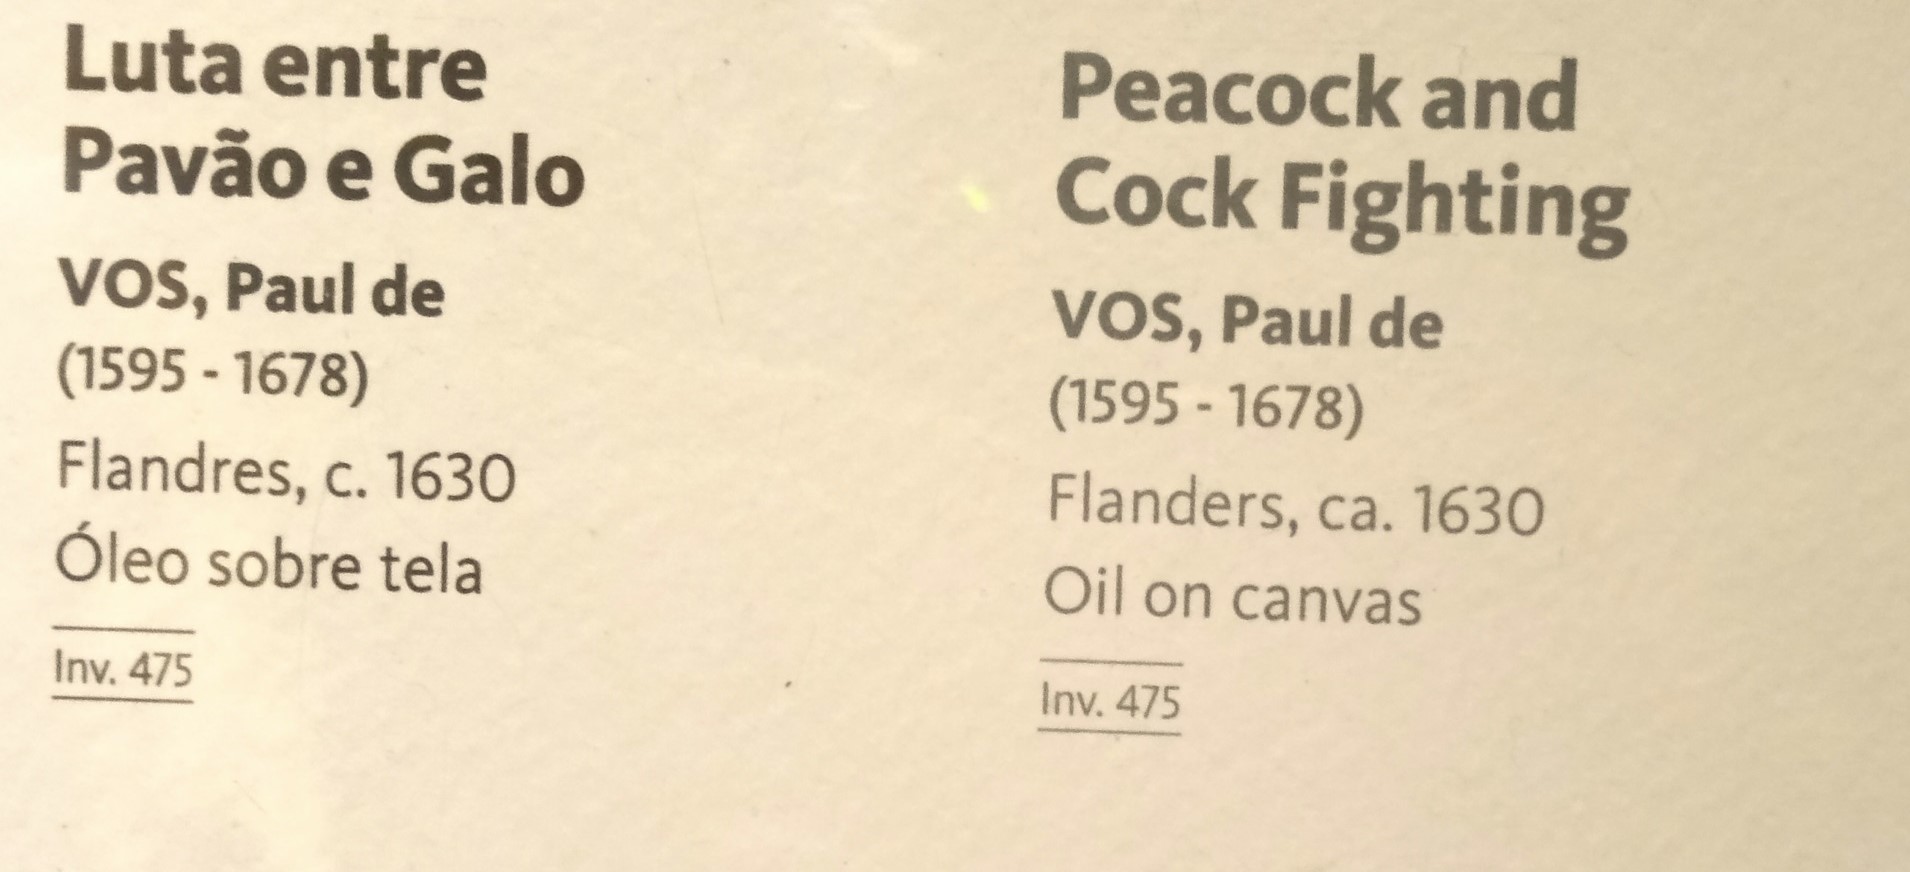 Luta entre
Pavão e Galo
VOS, Paul de
(1595 - 1678)
Flandres, c. 1630
Óleo sobre tela
Inv. 475
Peacock and
Cock Fighting
VOS, Paul de
(1595 - 1678)
Flanders, ca. 1630
Oil on canvas
Inv. 475